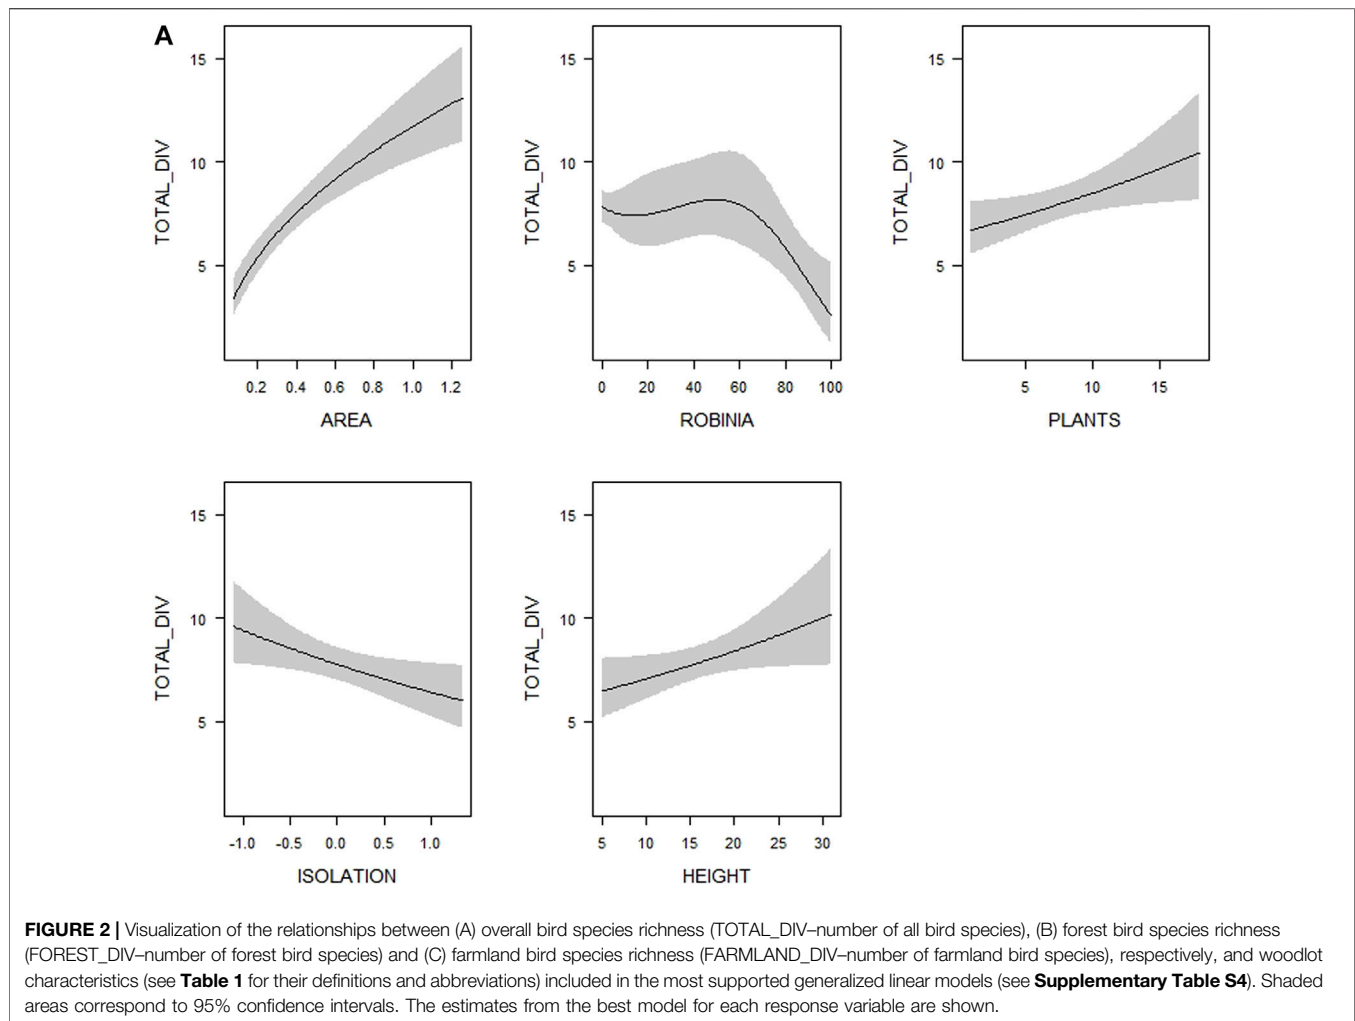 A
15
10
5
TOTAL_DIV
0.2 0.4 0.6 0.8 1.0 1.2
AREA
15
10
5
TOTAL_DIV
0 20 40 60 80 100
ROBINIA
15
10
5
TOTAL_DIV
5 10 15
PLANTS
15
10
5
TOTAL_DIV
-1.0 -0.5 0.0 0.5 1.0
ISOLATION
15
10
5
TOTAL_DIV
5 10 15 20 25 30
HEIGHT
FIGURE 2 | Visualization of the relationships between (A) overall bird species richness (TOTAL_DIV–number of all bird species), (B) forest bird species richness
(FOREST_DIV–number of forest bird species) and (C) farmland bird species richness (FARMLAND_DIV–number of farmland bird species), respectively, and woodlot
characteristics (see Table 1 for their definitions and abbreviations) included in the most supported generalized linear models (see Supplementary Table S4). Shaded
areas correspond to 95% confidence intervals. The estimates from the best model for each response variable are shown.